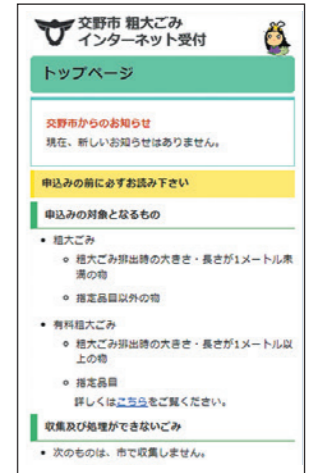 交野市 粗大ごみ
インターネット受付
トップページ
交野市からのお知らせ
現在、新しいお知らせはありません。
申込みの前に必ずお読み下さい
申込みの対象となるもの
• 粗大ごみ
粗大ごみ排出時の大きさ・長さが1メートル未
満の物
指定品目以外の物
• 有料粗大ごみ
粗大ごみ排出時の大きさ・長さが1メートル以
上の物
指定品目
詳しくはこちらをご覧ください。
収集及び処理ができないごみ
• 次のものは、市で収集しません。